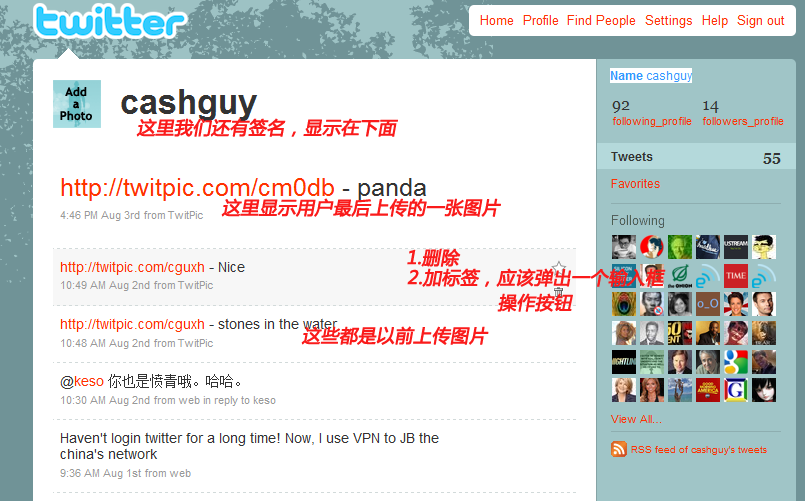 twitter
Home Profile Find People Settings Help Sign out
Add
a
Photo
cashguy
这里我们还有签名，显示在下面
http://twitpic.com/cm0db - panda
4:46 PM Aug 3rd from TwitPic
这里显示用户最后上传的一张图片
http://twitpic.com/cguxh - Nice
10:49 AM Aug 2nd from TwitPic
1.删除
2.加标签，应该弹出一个输入框
操作按钮
http://twitpic.com/cguxh - stones in the water
10:48 AM Aug 2nd from TwitPic
这些都是以前上传图片
@keso 你也是愤青哦。哈哈。
10:30 AM Aug 2nd from web in reply to keso
Haven't login twitter for a long time! Now, I use VPN to JB the
china's network
9:36 AM Aug 1st from web
Name cashguy
92 14
following_profile followers_profile
Tweets 55
Favorites
Following
USTREAM
the ONION
TIME
o_O
50
NIGHTLINE
GOOD
MORNING
AMERICA
View All...
RSS feed of cashguy's tweets